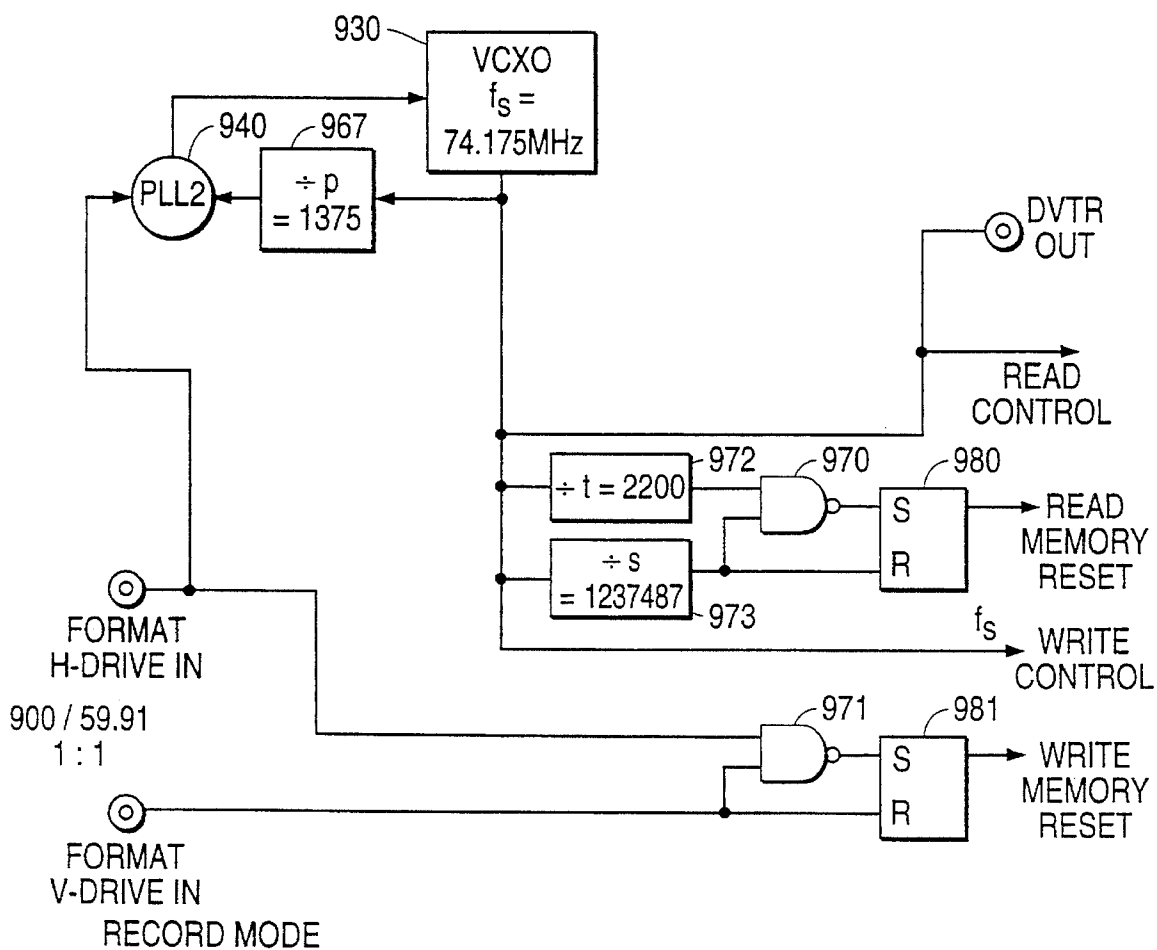 930
VCXO
fS =
74.175MHz
940
967
PLL2
÷ p
= 1375
DVTR
OUT
READ
CONTROL
972
970
980
÷ t = 2200
S
READ
MEMORY
RESET
÷ s
= 1237487
R
973
fS
WRITE
CONTROL
FORMAT
H-DRIVE IN
900 / 59.91
1 : 1
971
981
S
WRITE
MEMORY
RESET
R
FORMAT
V-DRIVE IN
RECORD MODE